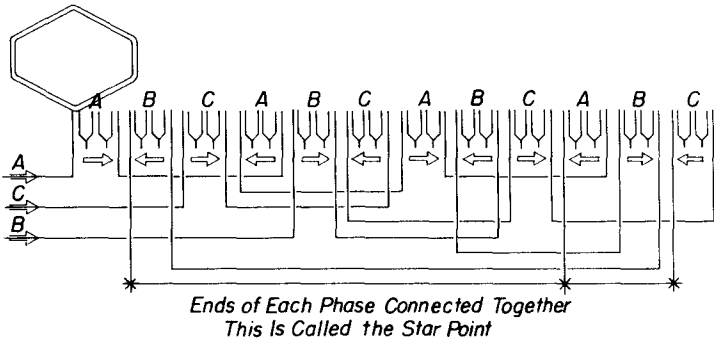 A B C A B C A B C A B C
A
C
B
Ends of Each Phase Connected Together
This Is Called the Star Point